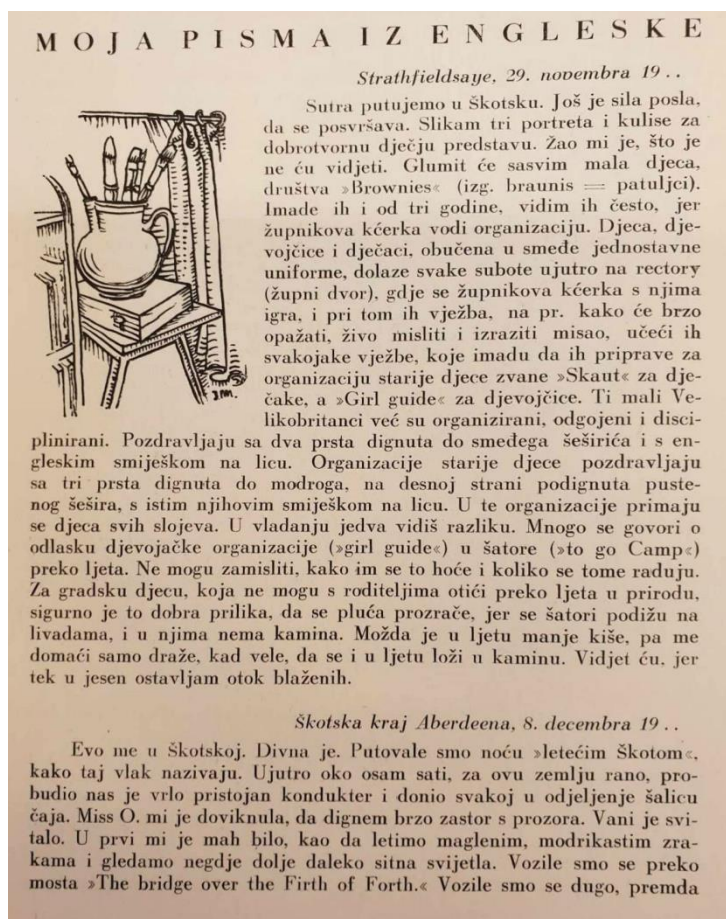 MOJA PISMA IZ ENGLESKE
Strathfieldsaye, 29. novembra 19 . .
Sutra putujemo u Škotsku. Još je sila posla,
da se posvršava. Slikam tri portreta i kulise za
dobrotvornu dječju predstavu. Žao mi je, što je
ne ću vidjeti. Glumit će sasvim mala djeca,
društva »Brownies« (izg. braunis = patuljci).
Imade ih i od tri godine, vidim ih često, jer
župnikova kćerka vodi organizaciju. Djeca, dje-
vojčice i dječaci, obučena u smeđe jednostavne
uniforme, dolaze svake subote ujutro na rectory
(župni dvor), gdje se župnikova kćerka s njima
igra, i pri tom ih vježba, na pr. kako će brzo
opažati, živo misliti i izraziti misao, učeći ih
svakojake vježbe, koje imadu da ih priprave za
organizaciju starije djece zvane »Skaut« za dje-
čake, a »Girl guide« za djevojčice. Ti mali Ve-
likobritanci već su organizirani, odgojeni i disci-
plinirani. Pozdravljaju sa dva prsta dignuta do smeđega šeširića i s en-
gleskim smiješkom na licu. Organizacije starije djece pozdravljaju
sa tri prsta dignuta do modroga, na desnoj strani podignuta puste-
nog šešira, s istim njihovim smiješkom na licu. U te organizacije primaju
se djeca svih slojeva. U vladanju jedva vidiš razliku. Mnogo se govori o
odlasku djevojačke organizacije (»girl guide«) u šatore (»to go Camp«)
preko ljeta. Ne mogu zamisliti, kako im se to hoće i koliko se tome raduju.
Za gradsku djecu, koja ne mogu s roditeljima otići preko ljeta u prirodu,
sigurno je to dobra prilika, da se pluća prozrače, jer se šatori podižu na
livadama, i u njima nema kamina. Možda je u ljetu manje kiše, pa me
domaći samo draže, kad vele, da se i u ljetu loži u kaminu. Vidjet ću, jer
tek u jesen ostavljam otok blaženih.
Škotska kraj Aberdeena, 8. decembra 19 . .
Evo me u Škotskoj. Divna je. Putovale smo noću »letećim Škotom«,
kako taj vlak nazivaju. Ujutro oko osam sati, za ovu zemlju rano, pro-
budio nas je vrlo pristojan kondukter i donio svakoj u odjeljenje šalicu
čaja. Miss O. mi je doviknula, da dignem brzo zastor s prozora. Vani je svi-
talo. U prvi mi je mah bilo, kao da letimo maglenim, modrikastim zra-
kama i gledamo negdje dolje daleko sitna svijetla. Vozile smo se preko
mosta »The bridge over the Firth of Forth.« Vozile smo se dugo, premda